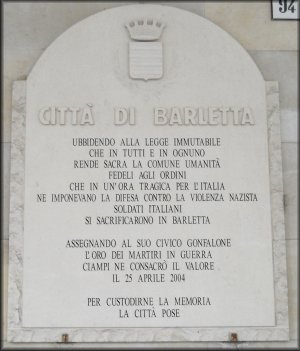 94
CITTÀ DI BARLETTA
UBBIDENDO ALLA LEGGE IMMUTABILE
CHE IN TUTTI E IN OGNUNO
RENDE SACRA LA COMUNE UMANITÀ
FEDELI AGLI ORDINI
CHE IN UN'ORA TRAGICA PER L'ITALIA
NE IMPONEVANO LA DIFESA CONTRO LA VIOLENZA NAZISTA
SOLDATI ITALIANI
SI SACRIFICARONO IN BARLETTA
ASSEGNANDO AL SUO CIVICO GONFALONE
L'ORO DEI MARTIRI IN GUERRA
CIAMPI NE CONSACRÒ IL VALORE
IL 25 APRILE 2004
PER CUSTODIRNE LA MEMORIA
LA CITTÀ POSE